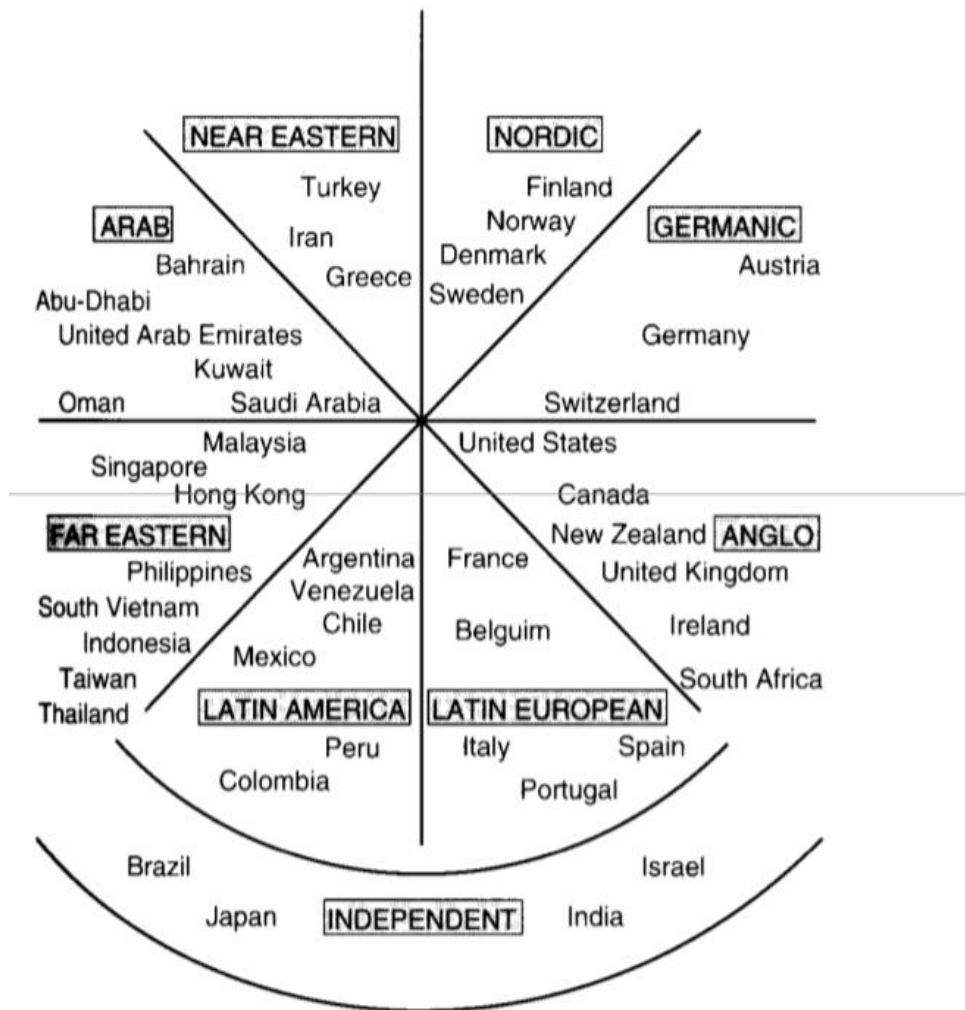 NEAR EASTERN
Turkey
Iran
Greece
NORDIC
Finland
Norway
Denmark
Sweden
ARAB
Bahrain
Abu-Dhabi
United Arab Emirates
Kuwait
Oman
Saudi Arabia
GERMANIC
Austria
Germany
Switzerland
Malaysia
Singapore
Hong Kong
FAR EASTERN
Philippines
South Vietnam
Indonesia
Taiwan
Thailand
United States
Canada
New Zealand
ANGLO
United Kingdom
Ireland
South Africa
Argentina
Venezuela
Chile
Mexico
LATIN AMERICA
Peru
Colombia
France
Belguim
LATIN EUROPEAN
Italy
Spain
Portugal
Brazil
Japan
INDEPENDENT
India
Israel